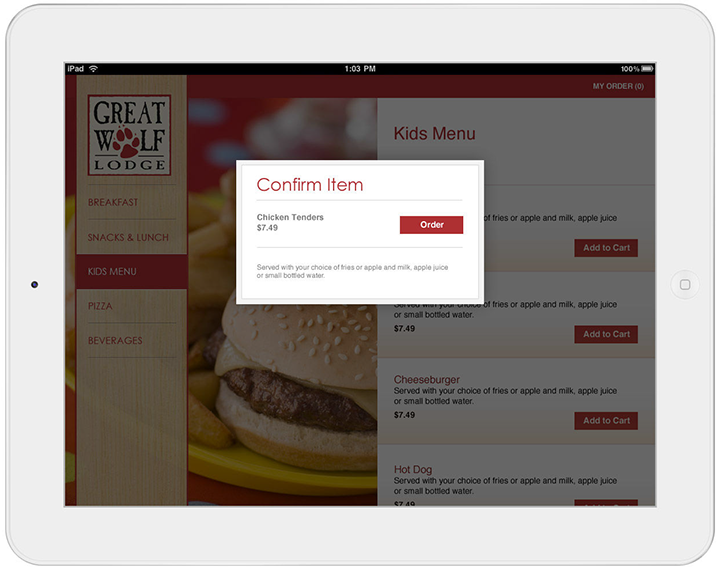 iPad
1:03 PM
100%
MY ORDER (0)
GREAT
WOLF
LODGE
BREAKFAST
SNACKS & LUNCH
KIDS MENU
PIZZA
BEVERAGES
Kids Menu
Confirm Item
Chicken Tenders
$7.49
Order
Served with your choice of fries or apple and milk, apple juice
or small bottled water.
of fries or apple and milk, apple juice
Add to Cart
Served with your choice of fries or apple and milk, apple juice
or small bottled water.
$7.49
Add to Cart
Cheeseburger
Served with your choice of fries or apple and milk, apple juice
or small bottled water.
$7.49
Add to Cart
Hot Dog
Served with your choice of fries or apple and milk, apple juice
or small bottled water.
$7.49
Add to Cart